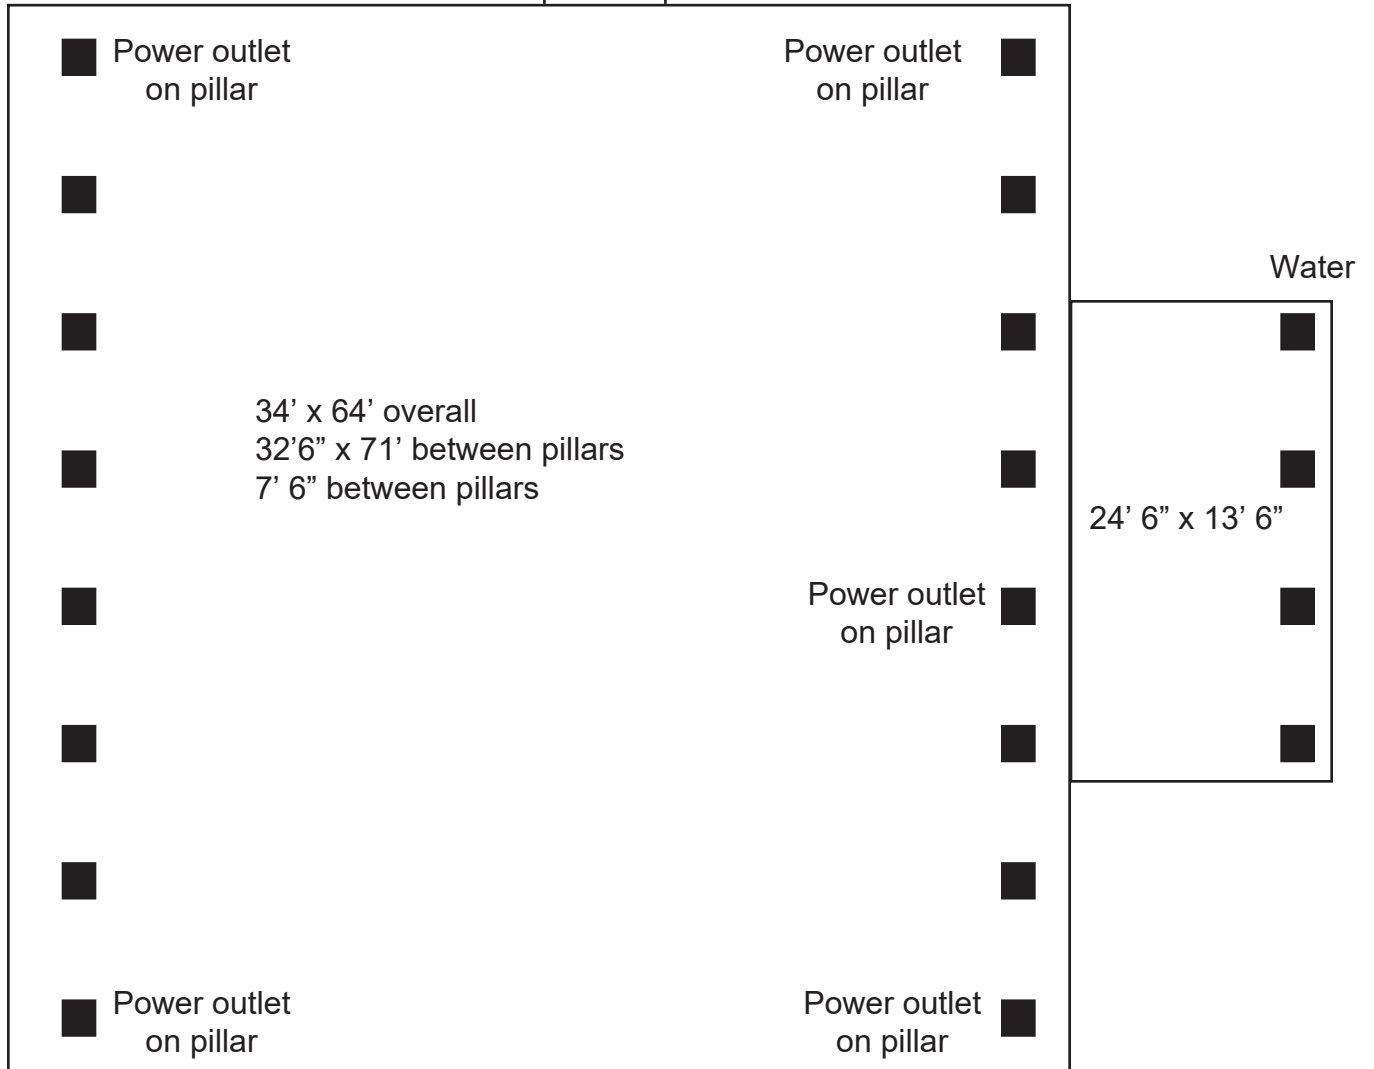 Power outlet
on pillar
Power outlet
on pillar
Water
34’ x 64’ overall
32’6” x 71’ between pillars
7’ 6” between pillars
24’ 6” x 13’ 6”
Power outlet
on pillar
Power outlet
on pillar
Power outlet
on pillar